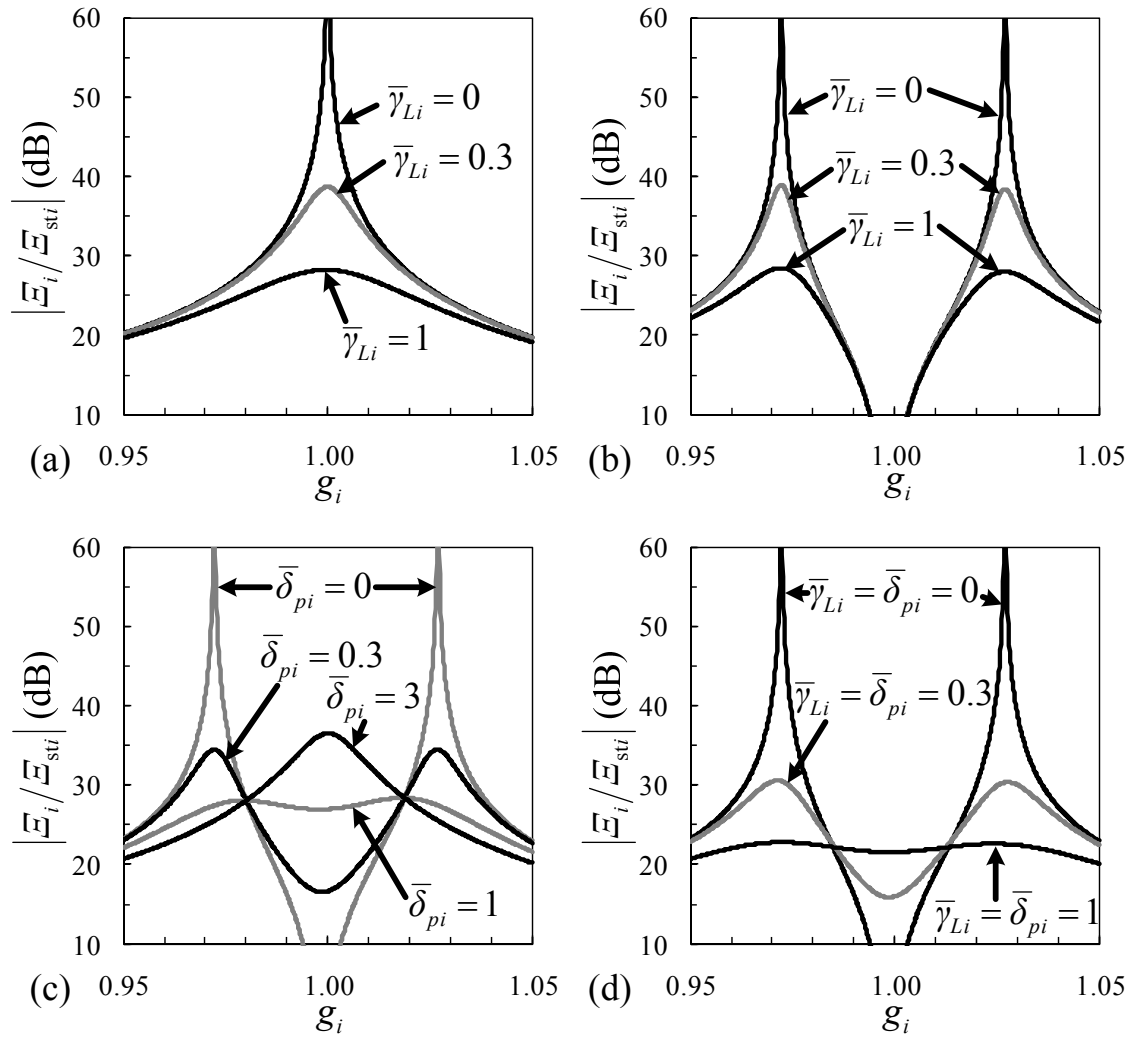 60
50
40
30
20
10
|Ξ_i/Ξ_sti| (dB)
γ̅_Li = 0
γ̅_Li = 0.3
γ̅_Li = 1
(a) 0.95 1.00 1.05
g_i
60
50
40
30
20
10
|Ξ_i/Ξ_sti| (dB)
γ̅_Li = 0
γ̅_Li = 0.3
γ̅_Li = 1
(b) 0.95 1.00 1.05
g_i
60
50
40
30
20
10
|Ξ_i/Ξ_sti| (dB)
δ̅_pi = 0
δ̅_pi = 0.3
δ̅_pi = 3
δ̅_pi = 1
(c) 0.95 1.00 1.05
g_i
60
50
40
30
20
10
|Ξ_i/Ξ_sti| (dB)
γ̅_Li = δ̅_pi = 0
γ̅_Li = δ̅_pi = 0.3
γ̅_Li = δ̅_pi = 1
(d) 0.95 1.00 1.05
g_i